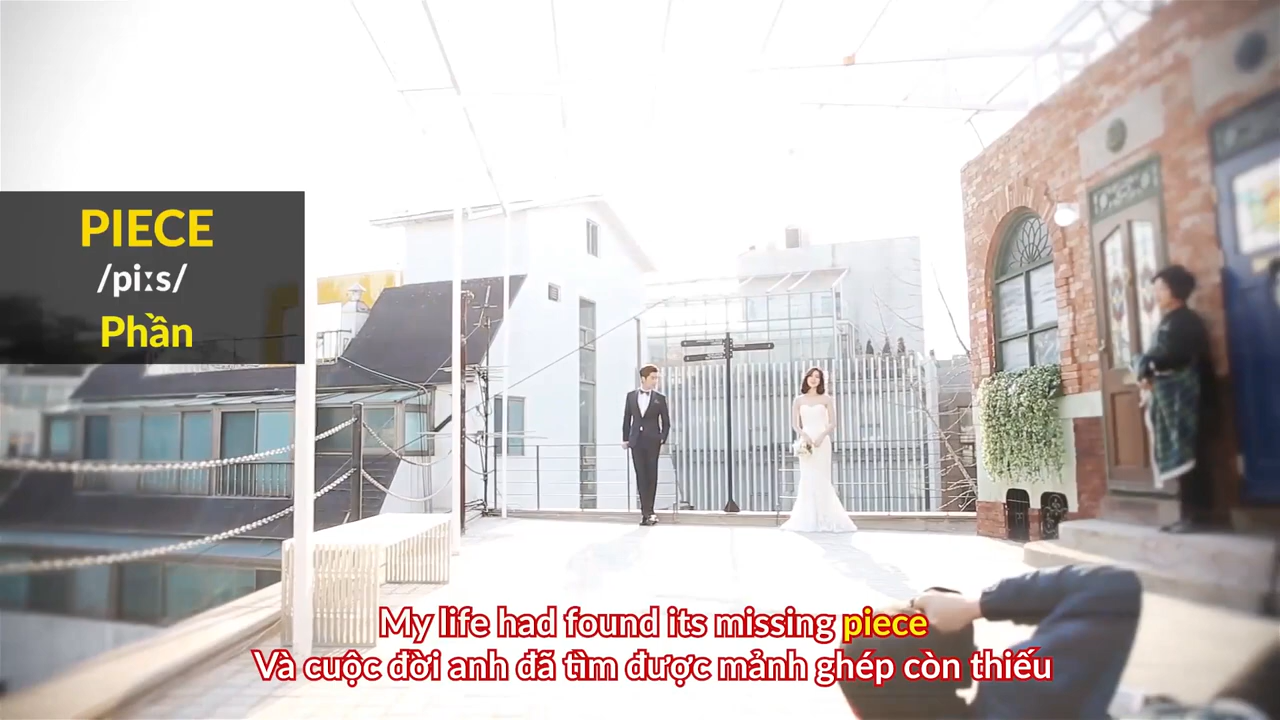 PIECE
/piːs/
Phần
My life had found its missing piece
Và cuộc đời anh đã tìm được mảnh ghép còn thiếu